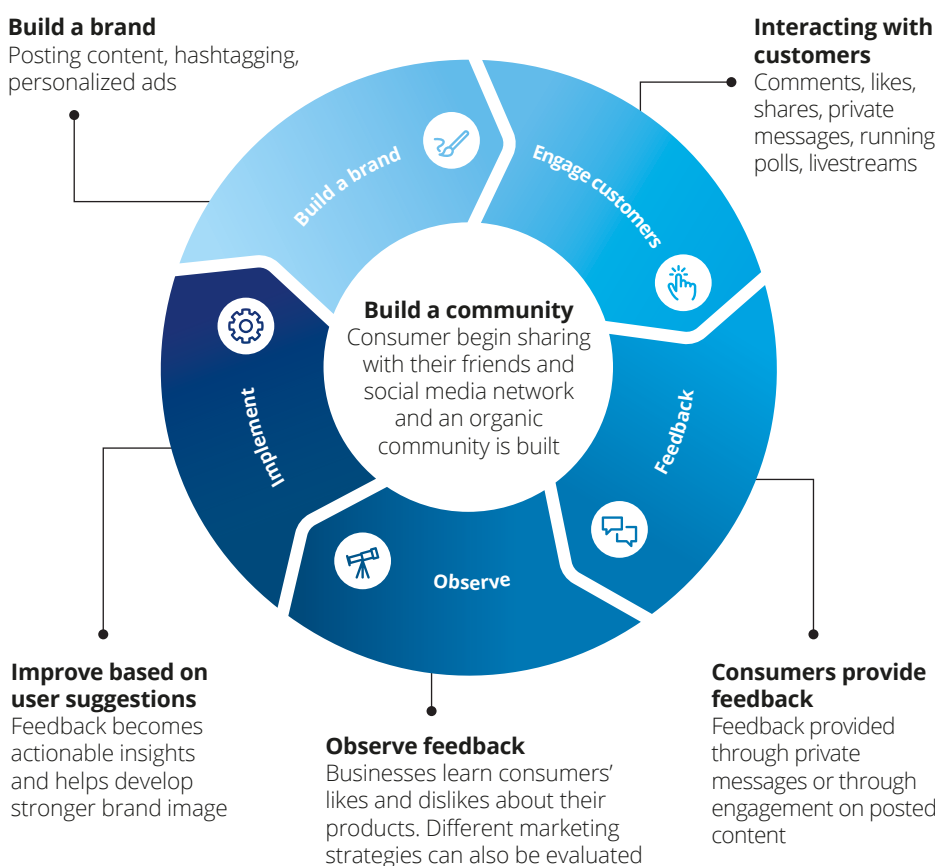 Build a brand
Posting content, hashtagging,
personalized ads
Interacting with
customers
Comments, likes,
shares, private
messages, running
polls, livestreams
Build a brand
Engage customers
Feedback
Observe
Implement
Build a community
Consumer begin sharing
with their friends and
social media network
and an organic
community is built
Consumers provide
feedback
Feedback provided
through private
messages or through
engagement on posted
content
Observe feedback
Businesses learn consumers’
likes and dislikes about their
products. Different marketing
strategies can also be evaluated
Improve based on
user suggestions
Feedback becomes
actionable insights
and helps develop
stronger brand image